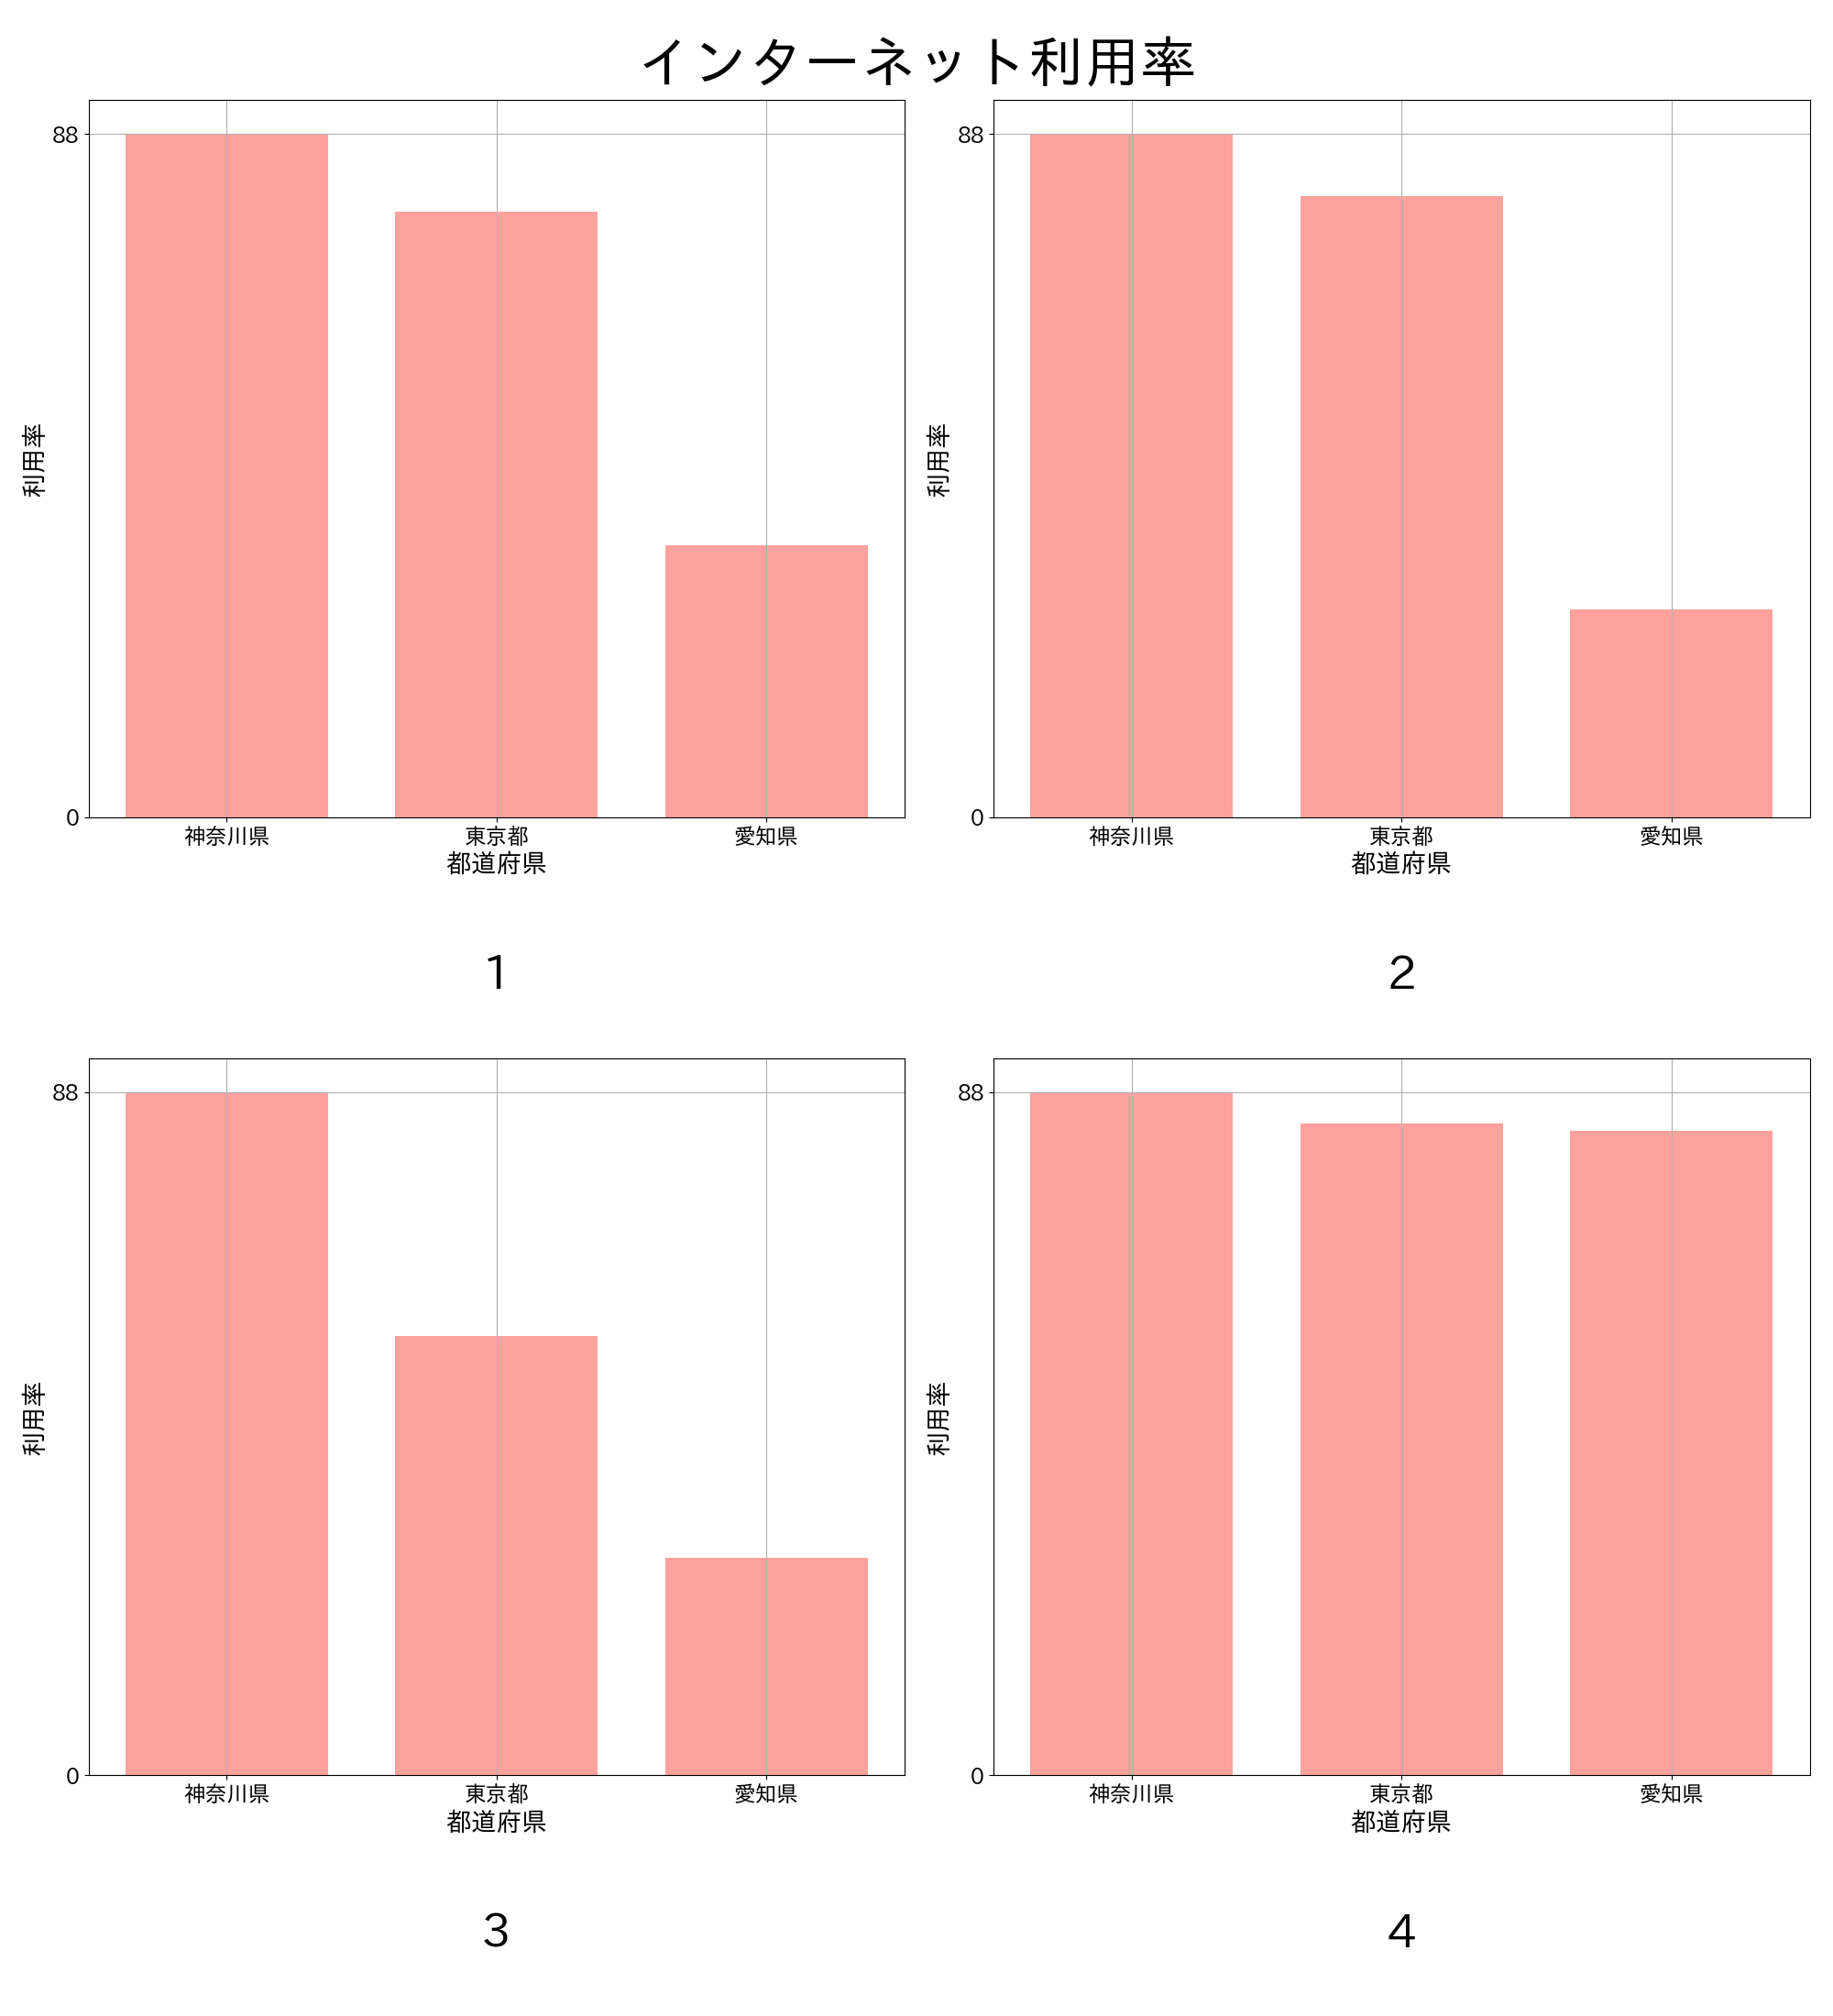 インターネット利用率
88
0
利用率
神奈川県 東京都 愛知県
都道府県
1
88
0
利用率
神奈川県 東京都 愛知県
都道府県
2
88
0
利用率
神奈川県 東京都 愛知県
都道府県
3
88
0
利用率
神奈川県 東京都 愛知県
都道府県
4